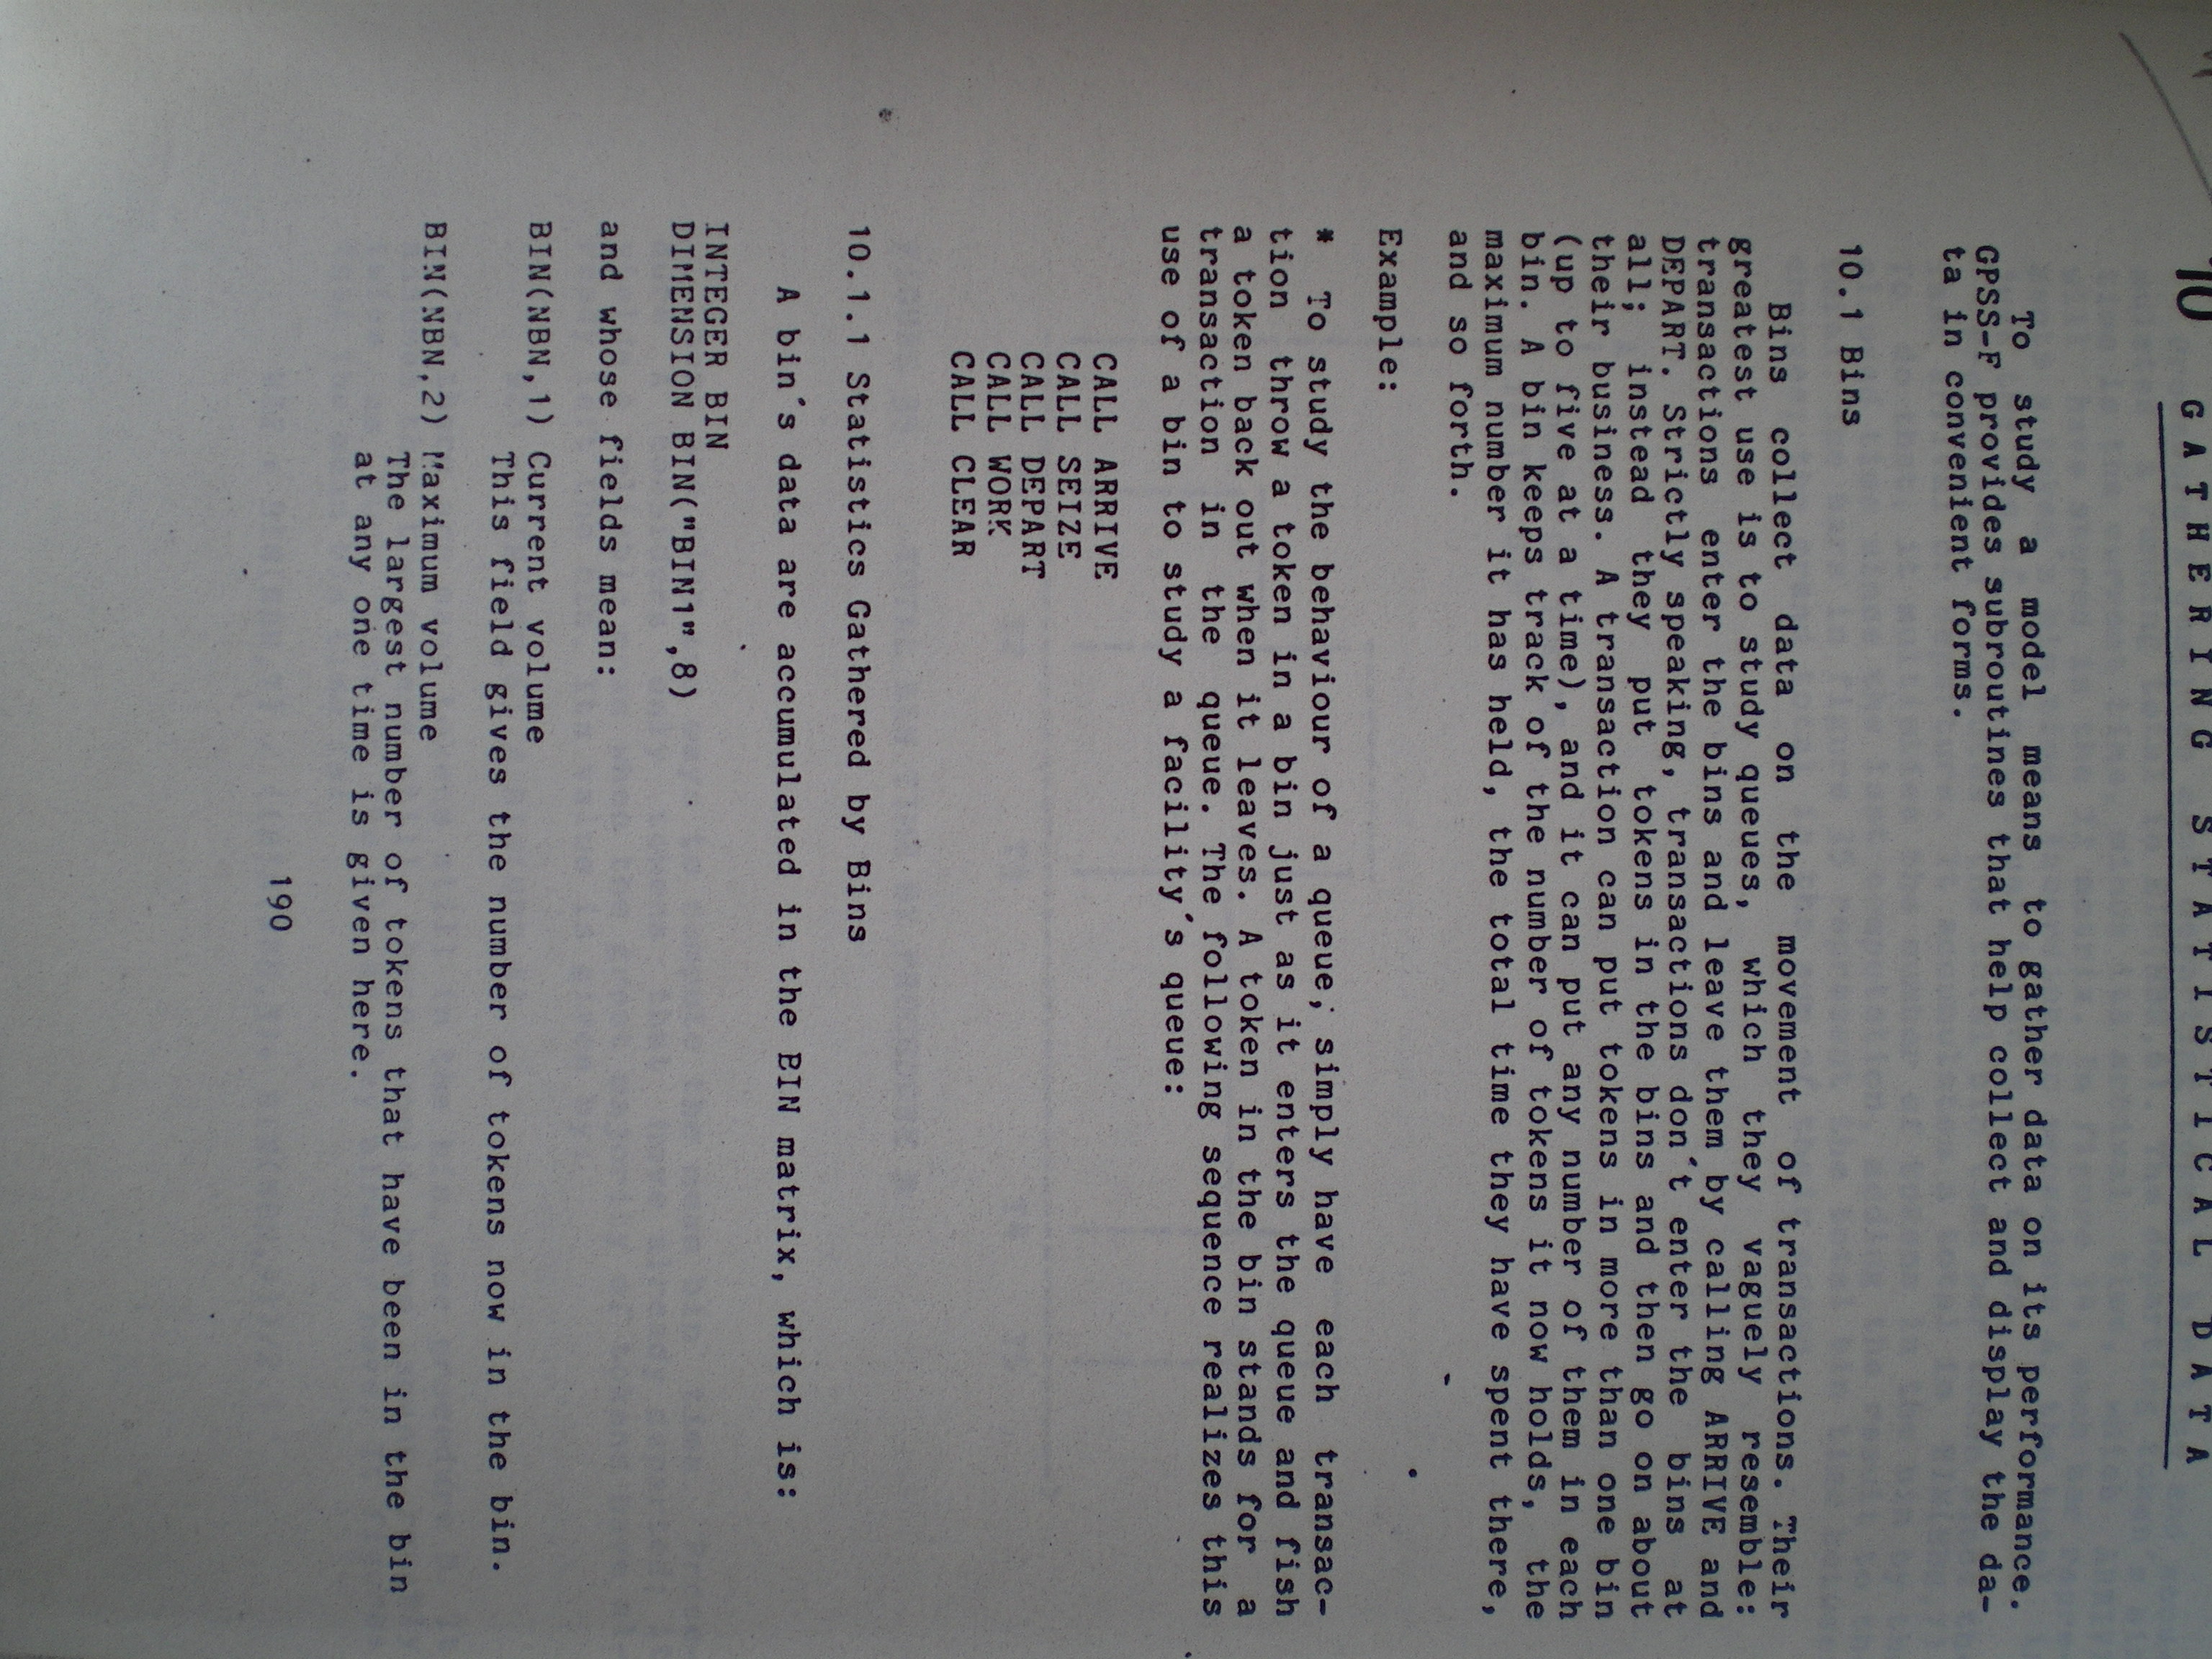 10 GATHERING STATISTICAL DATA
To study a model means to gather data on its performance.
GPSS-F provides subroutines that help collect and display the da-
ta in convenient forms.
10.1 Bins
Bins collect data on the movement of transactions. Their
greatest use is to study queues, which they vaguely resemble:
transactions enter the bins and leave them by calling ARRIVE and
DEPART. Strictly speaking, transactions don´t enter the bins at
all; instead they put tokens in the bins and then go on about
their business. A transaction can put tokens in more than one bin
(up to five at a time), and it can put any number of them in each
bin. A bin keeps track of the number of tokens it now holds, the
maximum number it has held, the total time they have spent there,
and so forth.
Example:
* To study the behaviour of a queue, simply have each transac-
tion throw a token in a bin just as it enters the queue and fish
a token back out when it leaves. A token in the bin stands for a
transaction in the queue. The following sequence realizes this
use of a bin to study a facility´s queue:
CALL ARRIVE
CALL SEIZE
CALL DEPART
CALL WORK
CALL CLEAR
10.1.1 Statistics Gathered by Bins
A bin´s data are accumulated in the BIN matrix, which is:
INTEGER BIN
DIMENSION BIN("BIN1",8)
and whose fields mean:
BIN(NBN,1) Current volume
This field gives the number of tokens now in the bin.
BIN(NBN,2) Maximum volume
The largest number of tokens that have been in the bin
at any one time is given here.
190